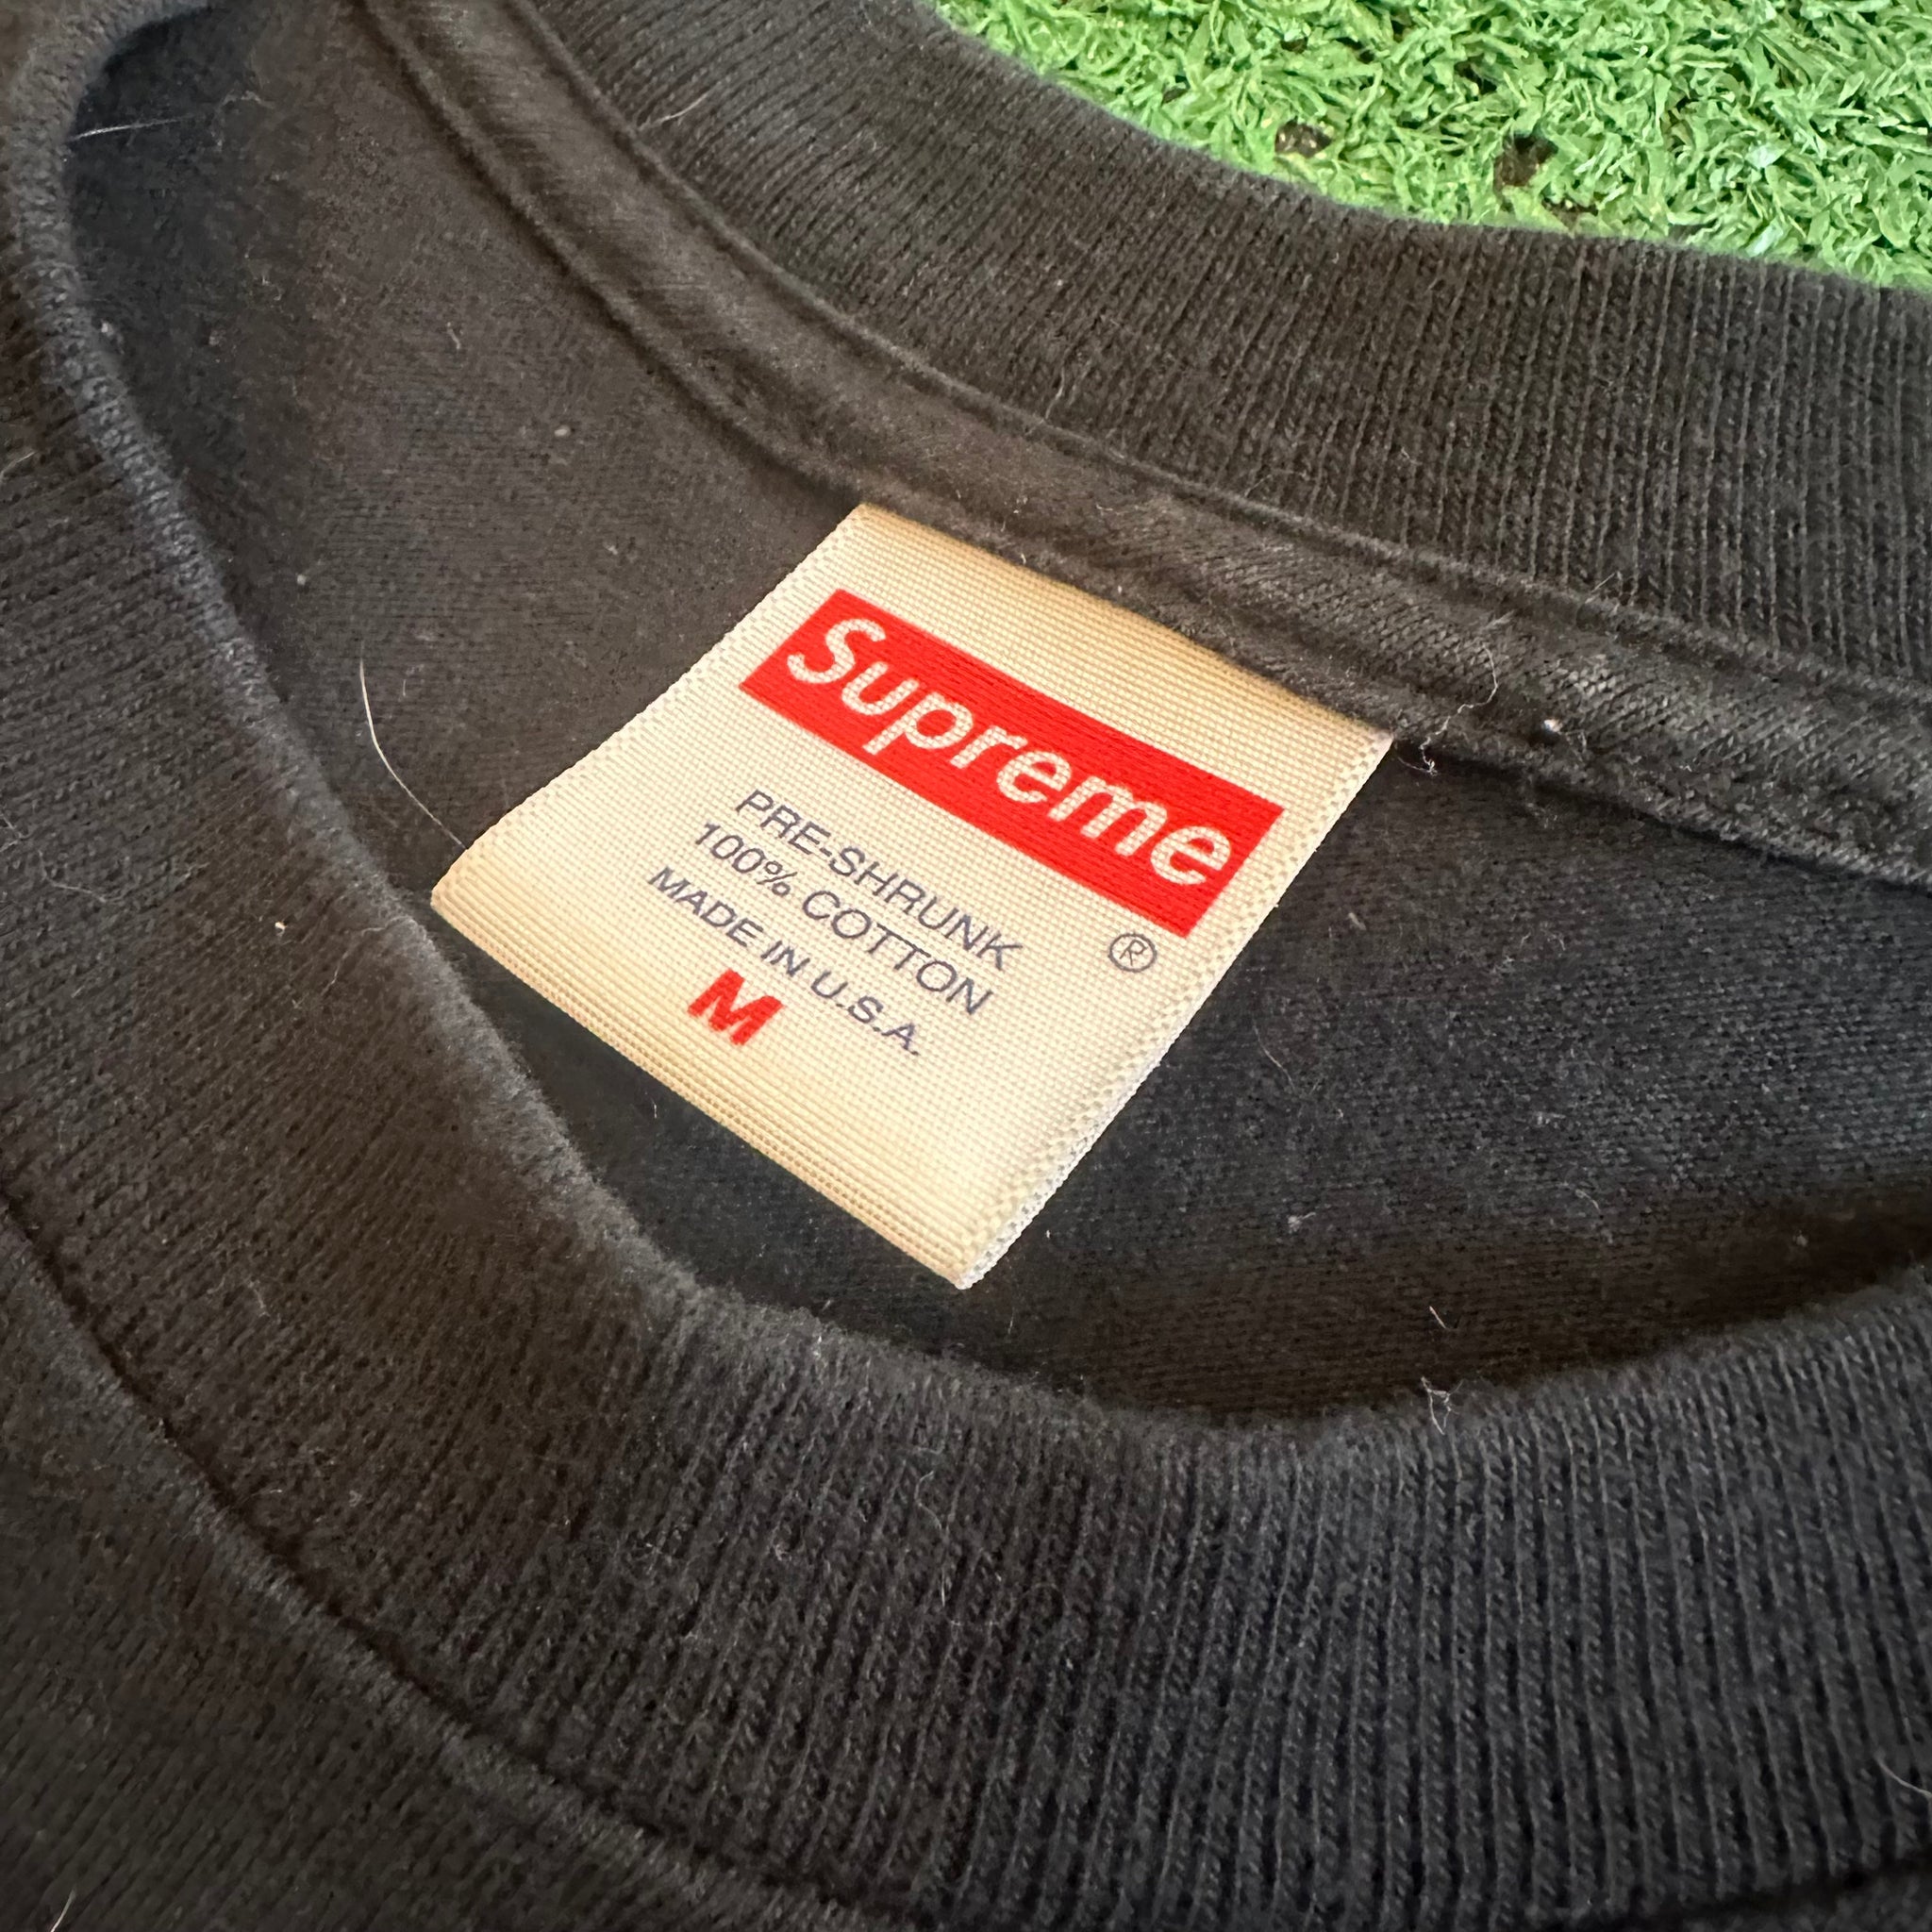 Supreme
®
PRE-SHRUNK
100% COTTON
MADE IN U.S.A.
M